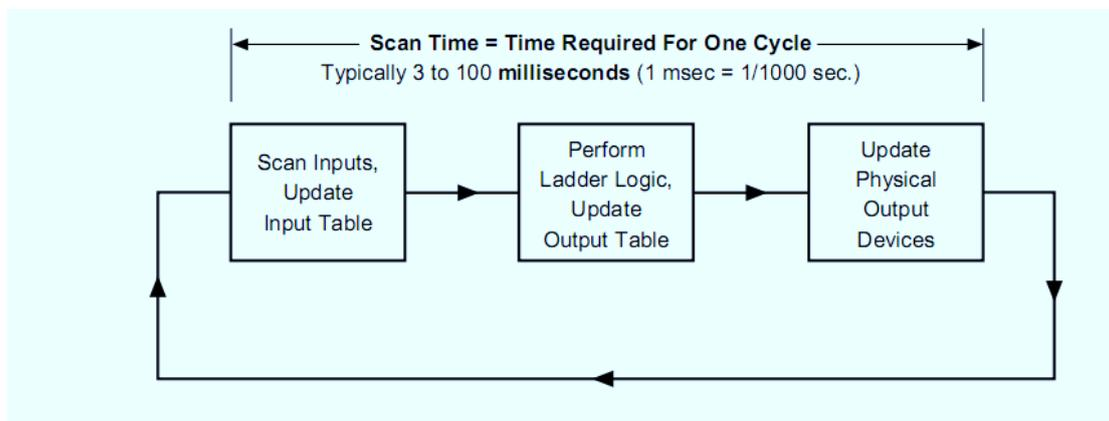 Scan Time = Time Required For One Cycle
Typically 3 to 100 milliseconds (1 msec = 1/1000 sec.)
Scan Inputs,
Update
Input Table
Perform
Ladder Logic,
Update
Output Table
Update
Physical
Output
Devices